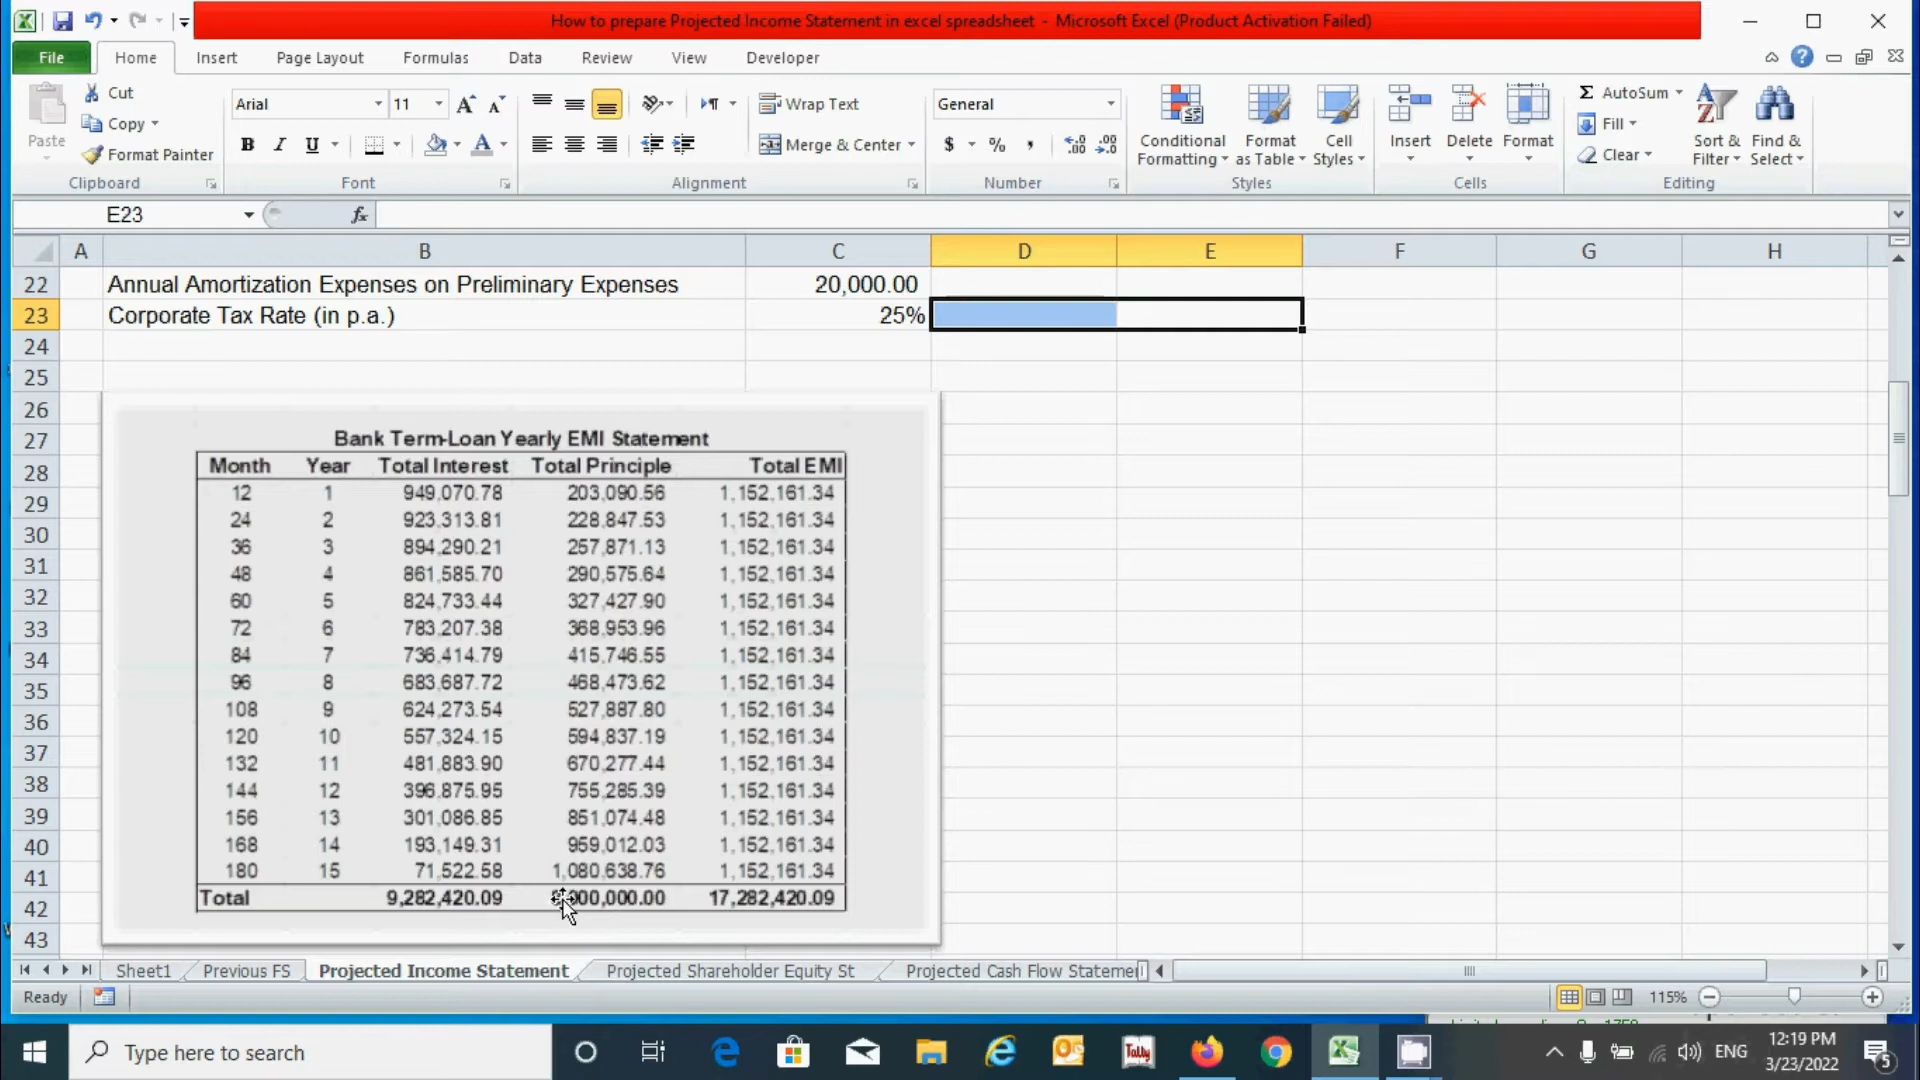 How to prepare Projected Income Statement in excel spreadsheet - Microsoft Excel (Product Activation Failed)
File Home Insert Page Layout Formulas Data Review View Developer
Paste Cut Copy Format Painter
Arial 11
B I U
Wrap Text
Merge & Center
General
$ % ,
Conditional Formatting Format as Table Cell Styles
Insert Delete Format
AutoSum Fill Clear
Sort & Filter Find & Select
Clipboard Font Alignment Number Styles Cells Editing
E23 fx
A B C D E F G H
22 Annual Amortization Expenses on Preliminary Expenses 20,000.00
23 Corporate Tax Rate (in p.a.) 25%
24
25
26
27
28
29
30
31
32
33
34
35
36
37
38
39
40
41
42
43
Bank Term-Loan Yearly EMI Statement
Month Year Total Interest Total Principle Total EMI
12 1 949,070.78 203,090.56 1,152,161.34
24 2 923,313.81 228,847.53 1,152,161.34
36 3 894,290.21 257,871.13 1,152,161.34
48 4 861,585.70 290,575.64 1,152,161.34
60 5 824,733.44 327,427.90 1,152,161.34
72 6 783,207.38 368,953.96 1,152,161.34
84 7 736,414.79 415,746.55 1,152,161.34
96 8 683,687.72 468,473.62 1,152,161.34
108 9 624,273.54 527,887.80 1,152,161.34
120 10 557,324.15 594,837.19 1,152,161.34
132 11 481,883.90 670,277.44 1,152,161.34
144 12 396,875.95 755,285.39 1,152,161.34
156 13 301,086.85 851,074.48 1,152,161.34
168 14 193,149.31 959,012.03 1,152,161.34
180 15 71,522.58 1,080,638.76 1,152,161.34
Total 9,282,420.09 17,282,420.09
Sheet1 Previous FS Projected Income Statement Projected Shareholder Equity St Projected Cash Flow Statemer
Ready 115%
Type here to search
Tally
ENG
12:19 PM
3/23/2022
5